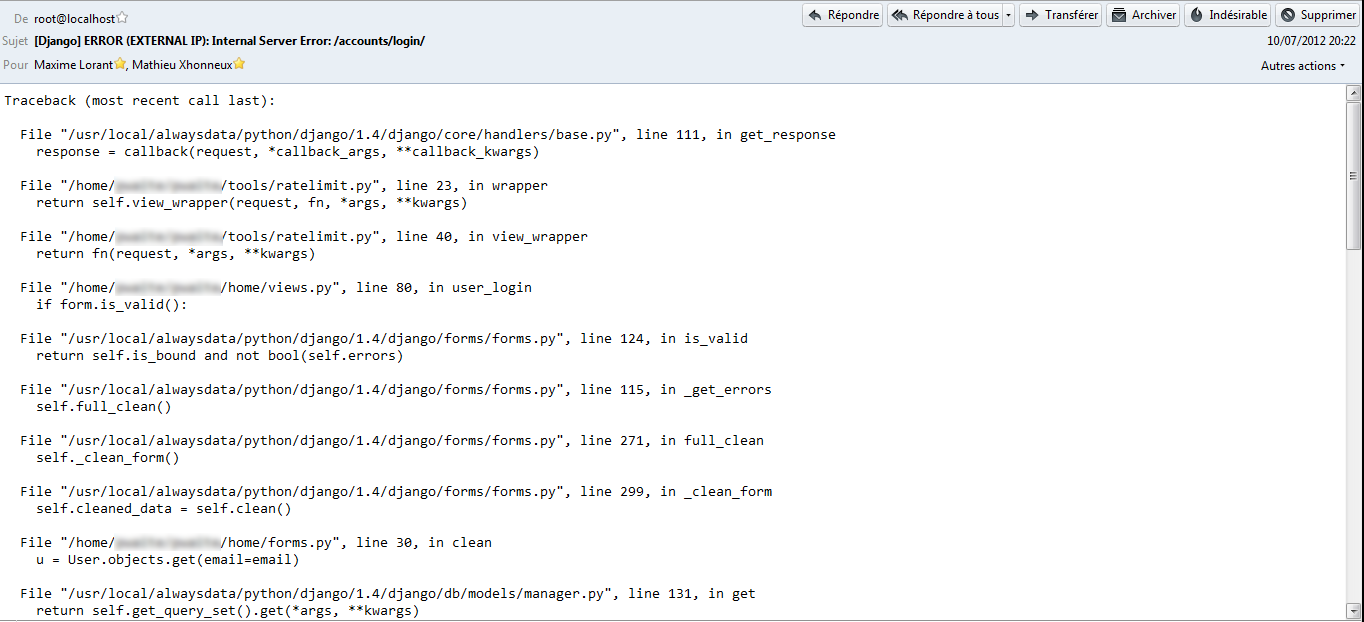 De root@localhost
Répondre Répondre à tous Transférer Archiver Indésirable Supprimer
Sujet [Django] ERROR (EXTERNAL IP): Internal Server Error: /accounts/login/
10/07/2012 20:22
Pour Maxime Lorant, Mathieu Xhonneux
Autres actions
Traceback (most recent call last):
File "/usr/local/alwaysdata/python/django/1.4/django/core/handlers/base.py", line 111, in get_response
response = callback(request, *callback_args, **callback_kwargs)
File "/home/ /tools/ratelimit.py", line 23, in wrapper
return self.view_wrapper(request, fn, *args, **kwargs)
File "/home/ /tools/ratelimit.py", line 40, in view_wrapper
return fn(request, *args, **kwargs)
File "/home/ /home/views.py", line 80, in user_login
if form.is_valid():
File "/usr/local/alwaysdata/python/django/1.4/django/forms/forms.py", line 124, in is_valid
return self.is_bound and not bool(self.errors)
File "/usr/local/alwaysdata/python/django/1.4/django/forms/forms.py", line 115, in _get_errors
self.full_clean()
File "/usr/local/alwaysdata/python/django/1.4/django/forms/forms.py", line 271, in full_clean
self._clean_form()
File "/usr/local/alwaysdata/python/django/1.4/django/forms/forms.py", line 299, in _clean_form
self.cleaned_data = self.clean()
File "/home/ /home/forms.py", line 30, in clean
u = User.objects.get(email=email)
File "/usr/local/alwaysdata/python/django/1.4/django/db/models/manager.py", line 131, in get
return self.get_query_set().get(*args, **kwargs)